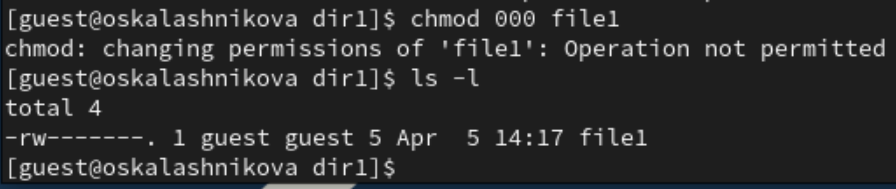 [guest@oskalashnikova dir1]$ chmod 000 file1
chmod: changing permissions of 'file1': Operation not permitted
[guest@oskalashnikova dir1]$ ls -l
total 4
-rw-------. 1 guest guest 5 Apr  5 14:17 file1
[guest@oskalashnikova dir1]$